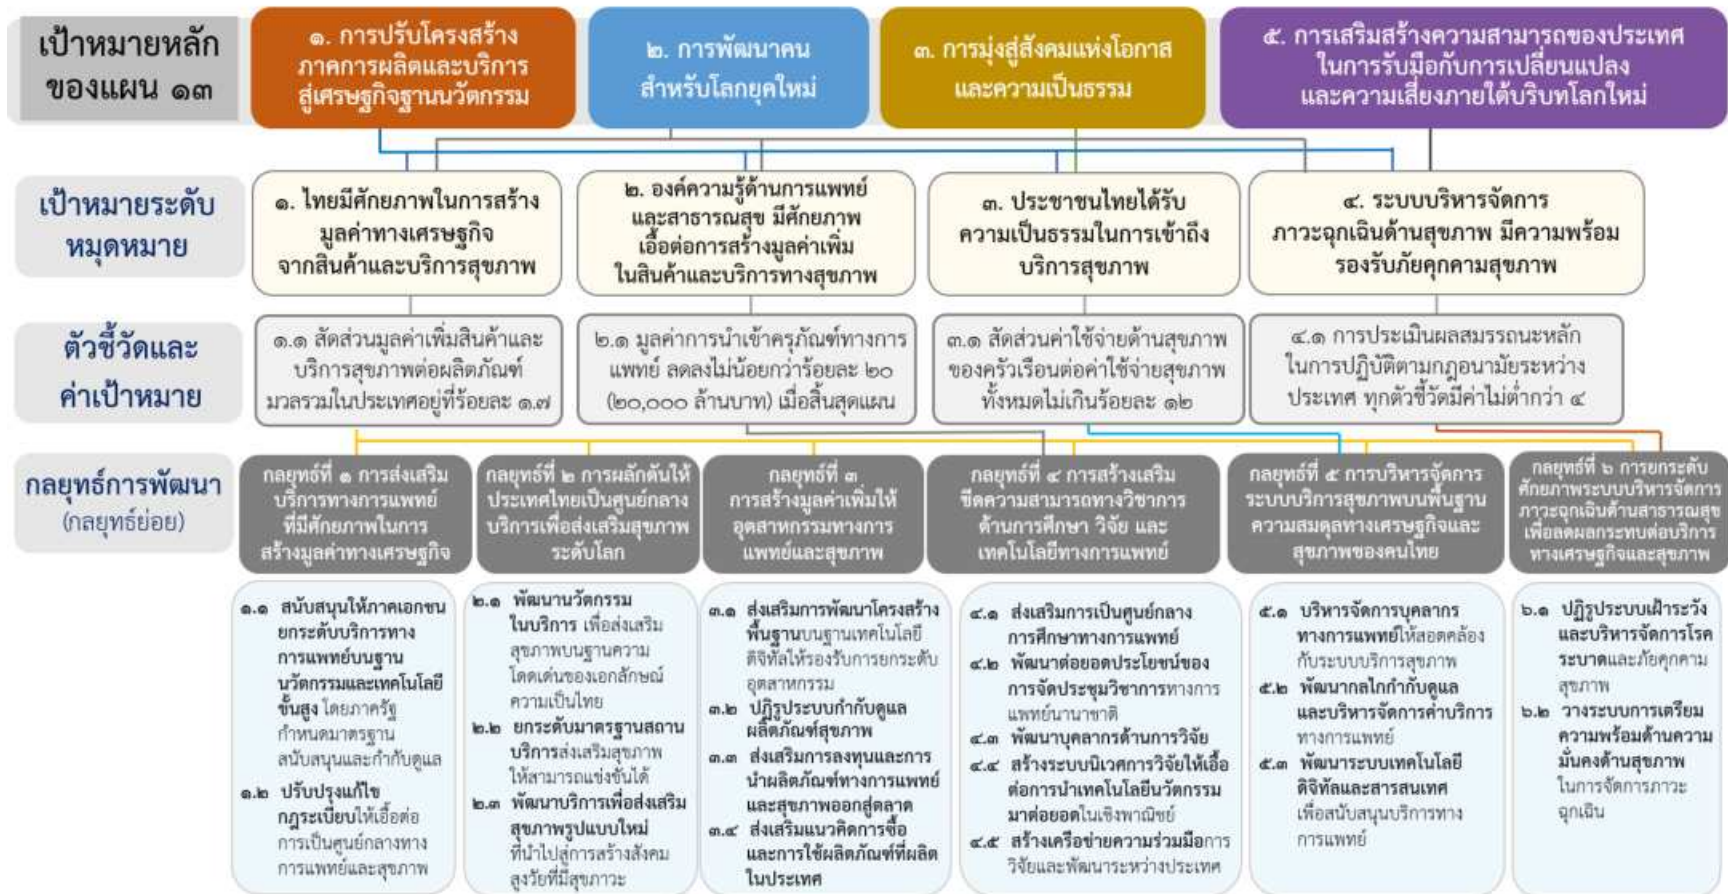 เป้าหมายหลัก
ของแผน ๑๓
๑. การปรับโครงสร้าง
ภาคการผลิตและบริการ
สู่เศรษฐกิจฐานนวัตกรรม
๒. การพัฒนาคน
สำหรับโลกยุคใหม่
๓. การมุ่งสู่สังคมแห่งโอกาส
และความเป็นธรรม
๕. การเสริมสร้างความสามารถของประเทศ
ในการรับมือกับการเปลี่ยนแปลง
และความเสี่ยงภายใต้บริบทโลกใหม่
เป้าหมายระดับ
หมุดหมาย
๑. ไทยมีศักยภาพในการสร้าง
มูลค่าทางเศรษฐกิจ
จากสินค้าและบริการสุขภาพ
๒. องค์ความรู้ด้านการแพทย์
และสาธารณสุข มีศักยภาพ
เอื้อต่อการสร้างมูลค่าเพิ่ม
ในสินค้าและบริการทางสุขภาพ
๓. ประชาชนไทยได้รับ
ความเป็นธรรมในการเข้าถึง
บริการสุขภาพ
๔. ระบบบริหารจัดการ
ภาวะฉุกเฉินด้านสุขภาพ มีความพร้อม
รองรับภัยคุกคามสุขภาพ
ตัวชี้วัดและ
ค่าเป้าหมาย
๑.๑ สัดส่วนมูลค่าเพิ่มสินค้าและ
บริการสุขภาพต่อผลิตภัณฑ์
มวลรวมในประเทศอยู่ที่ร้อยละ ๑.๗
๒.๑ มูลค่าการนำเข้าครุภัณฑ์ทางการ
แพทย์ ลดลงไม่น้อยกว่าร้อยละ ๒๐
(๒๐,๐๐๐ ล้านบาท) เมื่อสิ้นสุดแผน
๓.๑ สัดส่วนค่าใช้จ่ายด้านสุขภาพ
ของครัวเรือนต่อค่าใช้จ่ายสุขภาพ
ทั้งหมดไม่เกินร้อยละ ๑๒
๔.๑ การประเมินผลสมรรถนะหลัก
ในการปฏิบัติตามกฎอนามัยระหว่าง
ประเทศ ทุกตัวชี้วัดมีค่าไม่ต่ำกว่า ๔
กลยุทธ์การพัฒนา
(กลยุทธ์ย่อย)
กลยุทธ์ที่ ๑ การส่งเสริม
บริการทางการแพทย์
ที่มีศักยภาพในการ
สร้างมูลค่าทางเศรษฐกิจ
กลยุทธ์ที่ ๒ การผลักดันให้
ประเทศไทยเป็นศูนย์กลาง
บริการเพื่อส่งเสริมสุขภาพ
ระดับโลก
กลยุทธ์ที่ ๓
การสร้างมูลค่าเพิ่มให้
อุตสาหกรรมทางการ
แพทย์และสุขภาพ
กลยุทธ์ที่ ๔ การสร้างเสริม
ขีดความสามารถทางวิชาการ
ด้านการศึกษา วิจัย และ
เทคโนโลยีทางการแพทย์
กลยุทธ์ที่ ๕ การบริหารจัดการ
ระบบบริการสุขภาพบนพื้นฐาน
ความสมดุลทางเศรษฐกิจและ
สุขภาพของคนไทย
กลยุทธ์ที่ ๖ การยกระดับ
ศักยภาพระบบบริหารจัดการ
ภาวะฉุกเฉินด้านสาธารณสุข
เพื่อลดผลกระทบต่อบริการ
ทางเศรษฐกิจและสุขภาพ
๑.๑ สนับสนุนให้ภาคเอกชน
ยกระดับบริการทาง
การแพทย์บนฐาน
นวัตกรรมและเทคโนโลยี
ขั้นสูง โดยภาครัฐ
กำหนดมาตรฐาน
สนับสนุนและกำกับดูแล
๑.๒ ปรับปรุงแก้ไข
กฎระเบียบให้เอื้อต่อ
การเป็นศูนย์กลางทาง
การแพทย์และสุขภาพ
๒.๑ พัฒนานวัตกรรม
ในบริการ เพื่อส่งเสริม
สุขภาพบนฐานความ
โดดเด่นของเอกลักษณ์
ความเป็นไทย
๒.๒ ยกระดับมาตรฐานสถาน
บริการส่งเสริมสุขภาพ
ให้สามารถแข่งขันได้
๒.๓ พัฒนาบริการเพื่อส่งเสริม
สุขภาพรูปแบบใหม่
ที่นำไปสู่การสร้างสังคม
สูงวัยที่มีสุขภาวะ
๓.๑ ส่งเสริมการพัฒนาโครงสร้าง
พื้นฐานบนฐานเทคโนโลยี
ดิจิทัลให้รองรับการยกระดับ
อุตสาหกรรม
๓.๒ ปฏิรูประบบกำกับดูแล
ผลิตภัณฑ์สุขภาพ
๓.๓ ส่งเสริมการลงทุนและการ
นำผลิตภัณฑ์ทางการแพทย์
และสุขภาพออกสู่ตลาด
๓.๔ ส่งเสริมแนวคิดการซื้อ
และการใช้ผลิตภัณฑ์ที่ผลิต
ในประเทศ
๔.๑ ส่งเสริมการเป็นศูนย์กลาง
การศึกษาทางการแพทย์
๔.๒ พัฒนาต่อยอดประโยชน์ของ
การจัดประชุมวิชาการทางการ
แพทย์นานาชาติ
๔.๓ พัฒนาบุคลากรด้านการวิจัย
๔.๔ สร้างระบบนิเวศการวิจัยให้เอื้อ
ต่อการนำเทคโนโลยีนวัตกรรม
มาต่อยอดในเชิงพาณิชย์
๔.๕ สร้างเครือข่ายความร่วมมือการ
วิจัยและพัฒนาระหว่างประเทศ
๕.๑ บริหารจัดการบุคลากร
ทางการแพทย์ให้สอดคล้อง
กับระบบบริการสุขภาพ
๕.๒ พัฒนากลไกกำกับดูแล
และบริหารจัดการค่าบริการ
ทางการแพทย์
๕.๓ พัฒนาระบบเทคโนโลยี
ดิจิทัลและสารสนเทศ
เพื่อสนับสนุนบริการทาง
การแพทย์
๖.๑ ปฏิรูประบบเฝ้าระวัง
และบริหารจัดการโรค
ระบาดและภัยคุกคาม
สุขภาพ
๖.๒ วางระบบการเตรียม
ความพร้อมด้านความ
มั่นคงด้านสุขภาพ
ในการจัดการภาวะ
ฉุกเฉิน